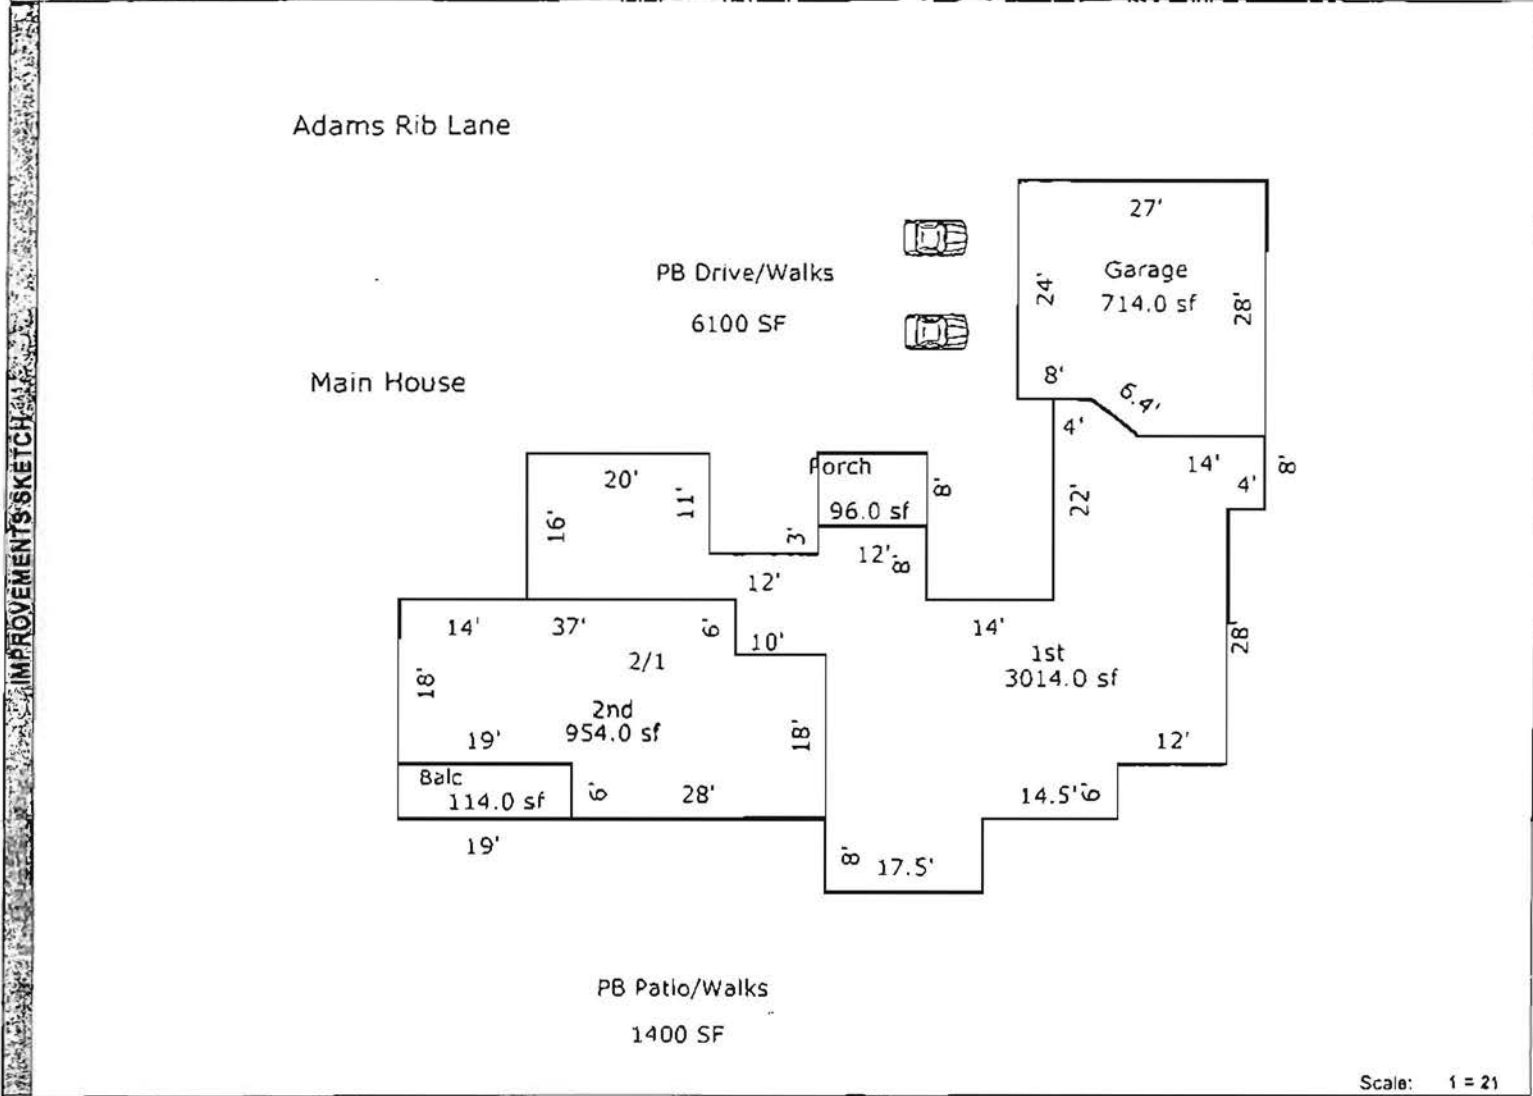 IMPROVEMENTS SKETCH
Adams Rib Lane
27'
Garage
714.0 sf
24'
28'
PB Drive/Walks
6100 SF
8'
6.4'
Main House
4'
14'
8'
4'
22'
20'
11'
16'
Porch
96.0 sf
8'
3'
12'
8'
12'
14'
37'
6'
10'
14'
2/1
1st
3014.0 sf
28'
18'
2nd
954.0 sf
18'
19'
12'
Balc
114.0 sf
6'
28'
14.5'
6'
19'
8'
17.5'
PB Patio/Walks
1400 SF
Scale: 1 = 21